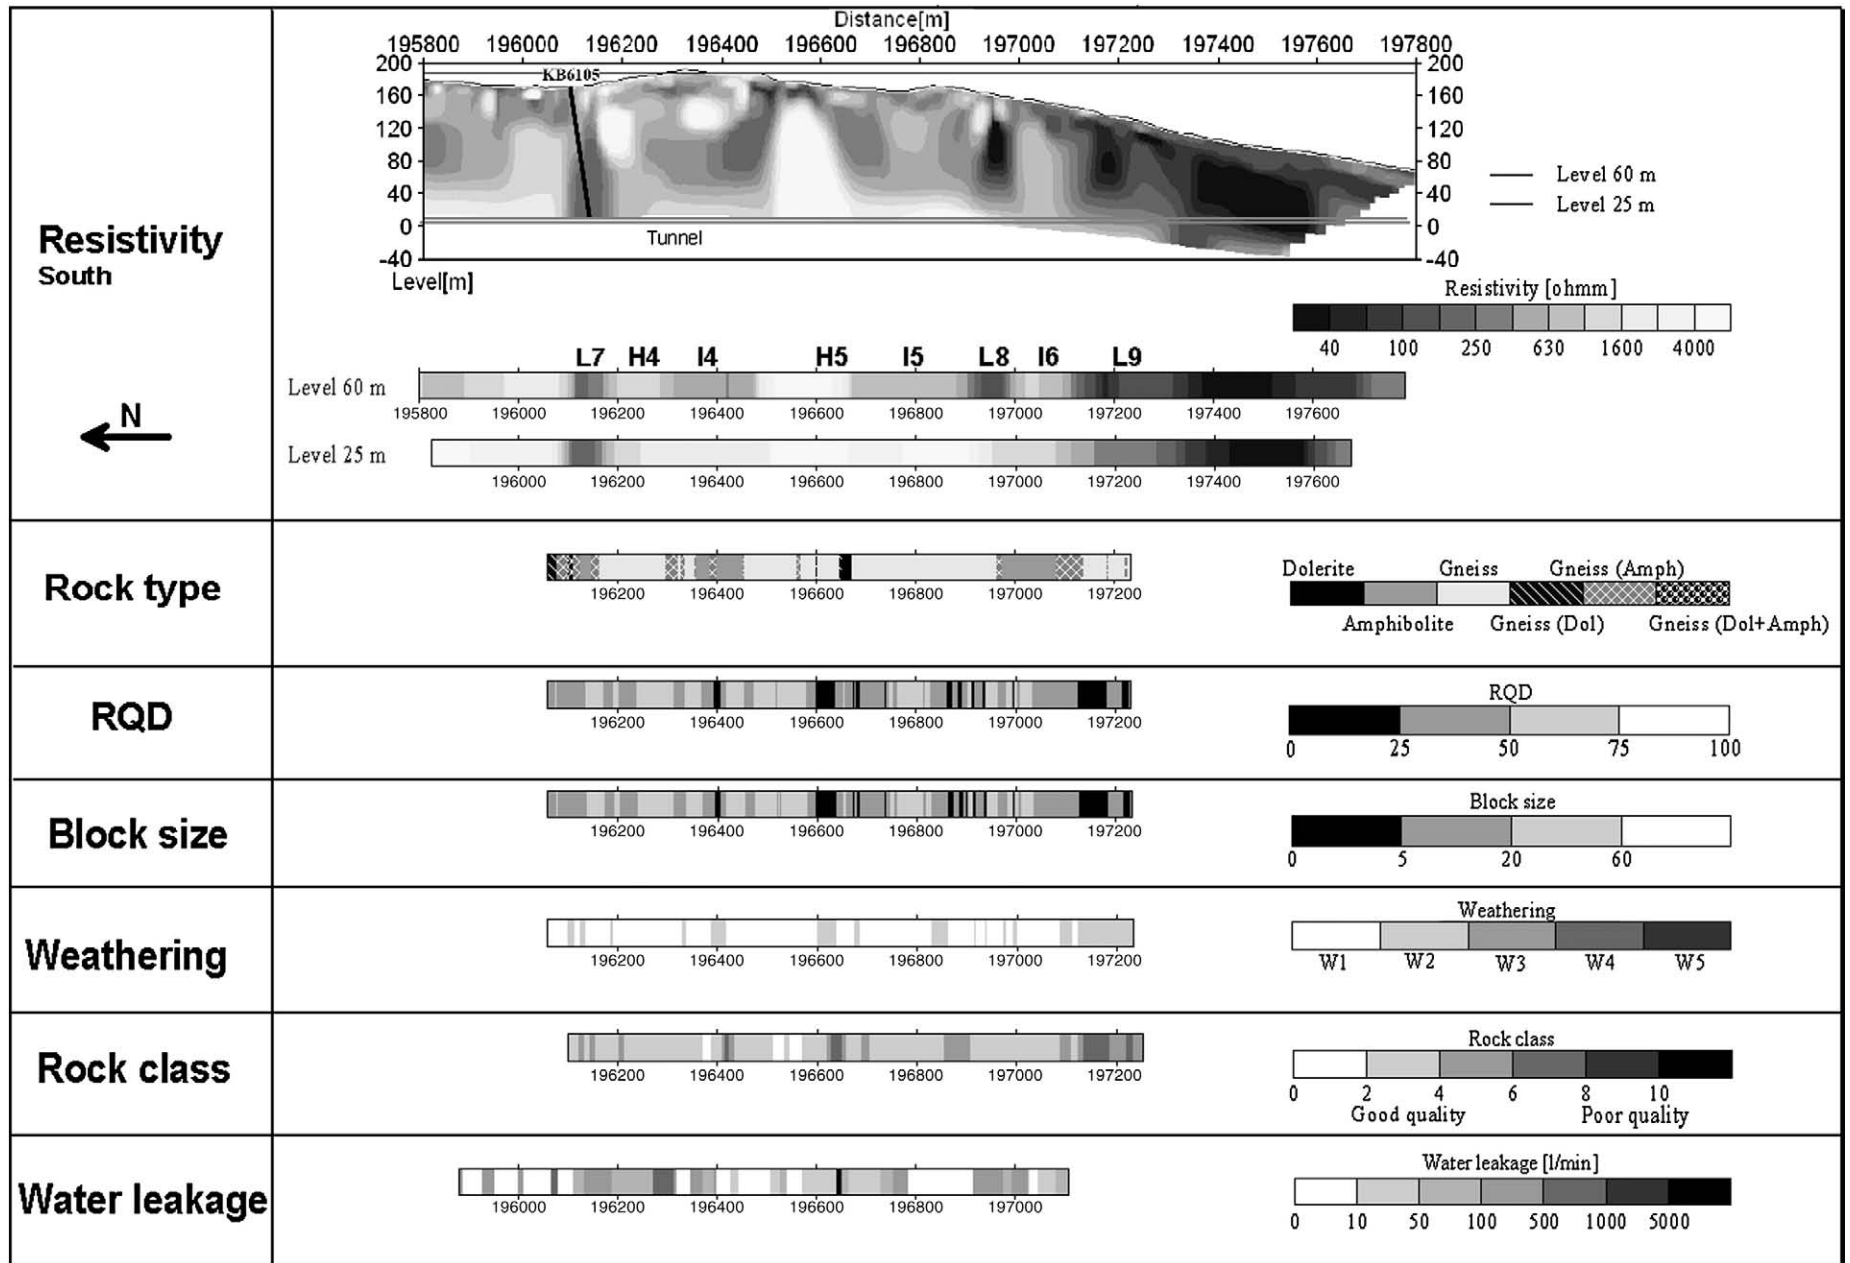 Distance[m]
195800 196000 196200 196400 196600 196800 197000 197200 197400 197600 197800
200 200
KB6105
160 160
120 120
80 80
40 40
0 0
-40 -40
Tunnel
Level[m]
Level 60 m
Level 25 m
Resistivity
South
N
Resistivity [ohmm]
40 100 250 630 1600 4000
L7 H4 I4 H5 I5 L8 I6 L9
Level 60 m
195800 196000 196200 196400 196600 196800 197000 197200 197400 197600
Level 25 m
196000 196200 196400 196600 196800 197000 197200 197400 197600
Rock type
196200 196400 196600 196800 197000 197200
Dolerite Gneiss Gneiss (Amph)
Amphibolite Gneiss (Dol) Gneiss (Dol+Amph)
RQD
196200 196400 196600 196800 197000 197200
RQD
0 25 50 75 100
Block size
196200 196400 196600 196800 197000 197200
Block size
0 5 20 60
Weathering
196200 196400 196600 196800 197000 197200
Weathering
W1 W2 W3 W4 W5
Rock class
196200 196400 196600 196800 197000 197200
Rock class
0 2 4 6 8 10
Good quality Poor quality
Water leakage
196000 196200 196400 196600 196800 197000
Water leakage [l/min]
0 10 50 100 500 1000 5000